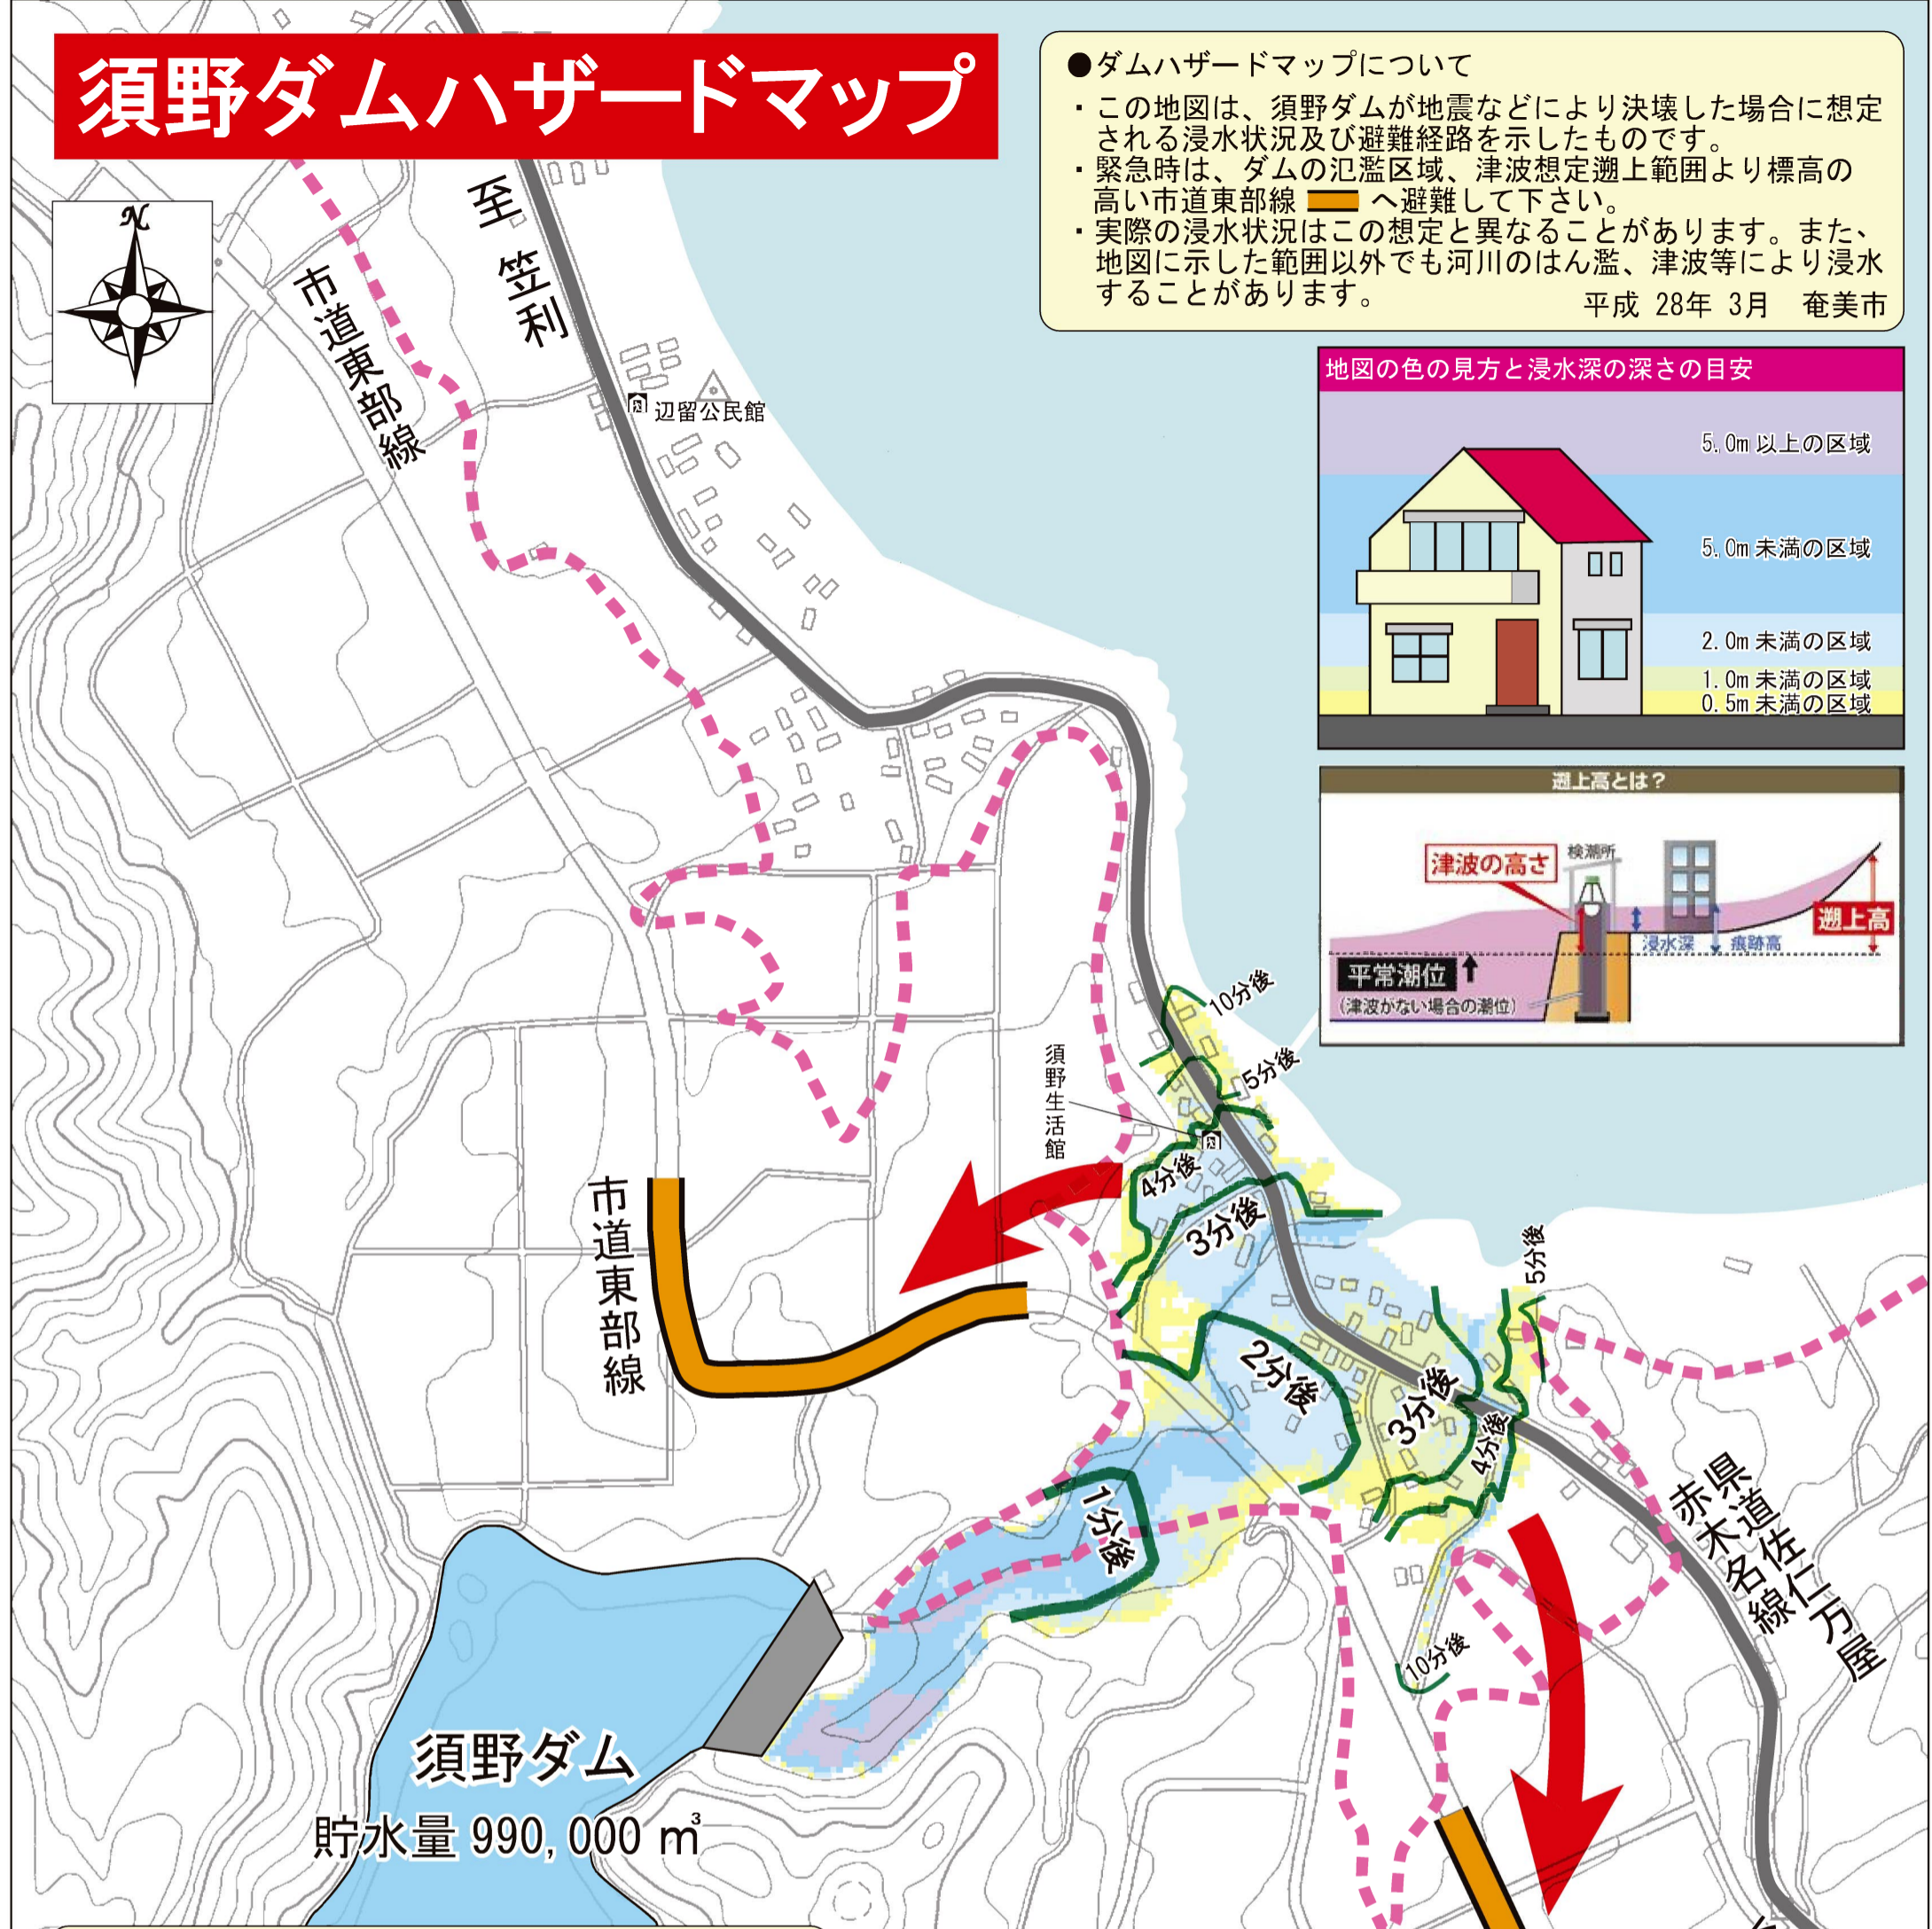 須野ダムハザードマップ
●ダムハザードマップについて
・この地図は、須野ダムが地震などにより決壊した場合に想定
される浸水状況及び避難経路を示したものです。
・緊急時は、ダムの氾濫区域、津波想定遡上範囲より標高の
高い市道東部線 へ避難して下さい。
・実際の浸水状況はこの想定と異なることがあります。また、
地図に示した範囲以外でも河川のはん濫、津波等により浸水
することがあります。
平成 28年 3月 奄美市
N
至 笠利
市道東部線
辺留公民館
地図の色の見方と浸水深の深さの目安
5.0m 以上の区域
5.0m 未満の区域
2.0m 未満の区域
1.0m 未満の区域
0.5m 未満の区域
遡上高とは?
津波の高さ
検潮所
遡上高
浸水深
痕跡高
平常潮位
(津波がない場合の潮位)
10分後
5分後
須野生活館
4分後
3分後
市道東部線
5分後
2分後
3分後
4分後
1分後
10分後
県道佐仁万屋
赤木名線
須野ダム
貯水量 990,000 ㎥